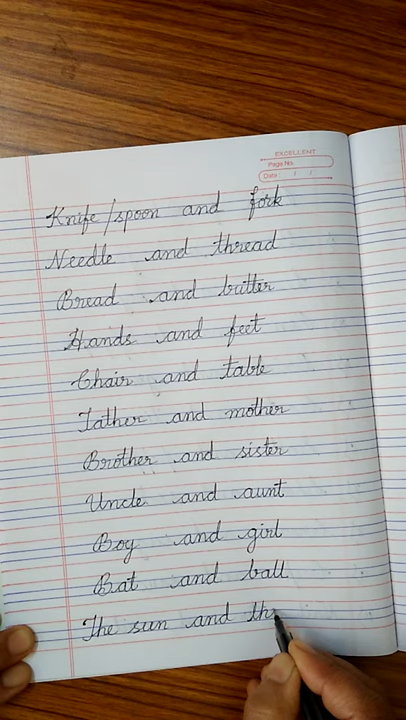 EXCELLENT
Page No.
Date : / /
Knife/spoon and fork
Needle and thread
Bread and butter
Hands and feet
Chair and table
Father and mother
Brother and sister
Uncle and aunt
Boy and girl
Bat and ball
The sun and th